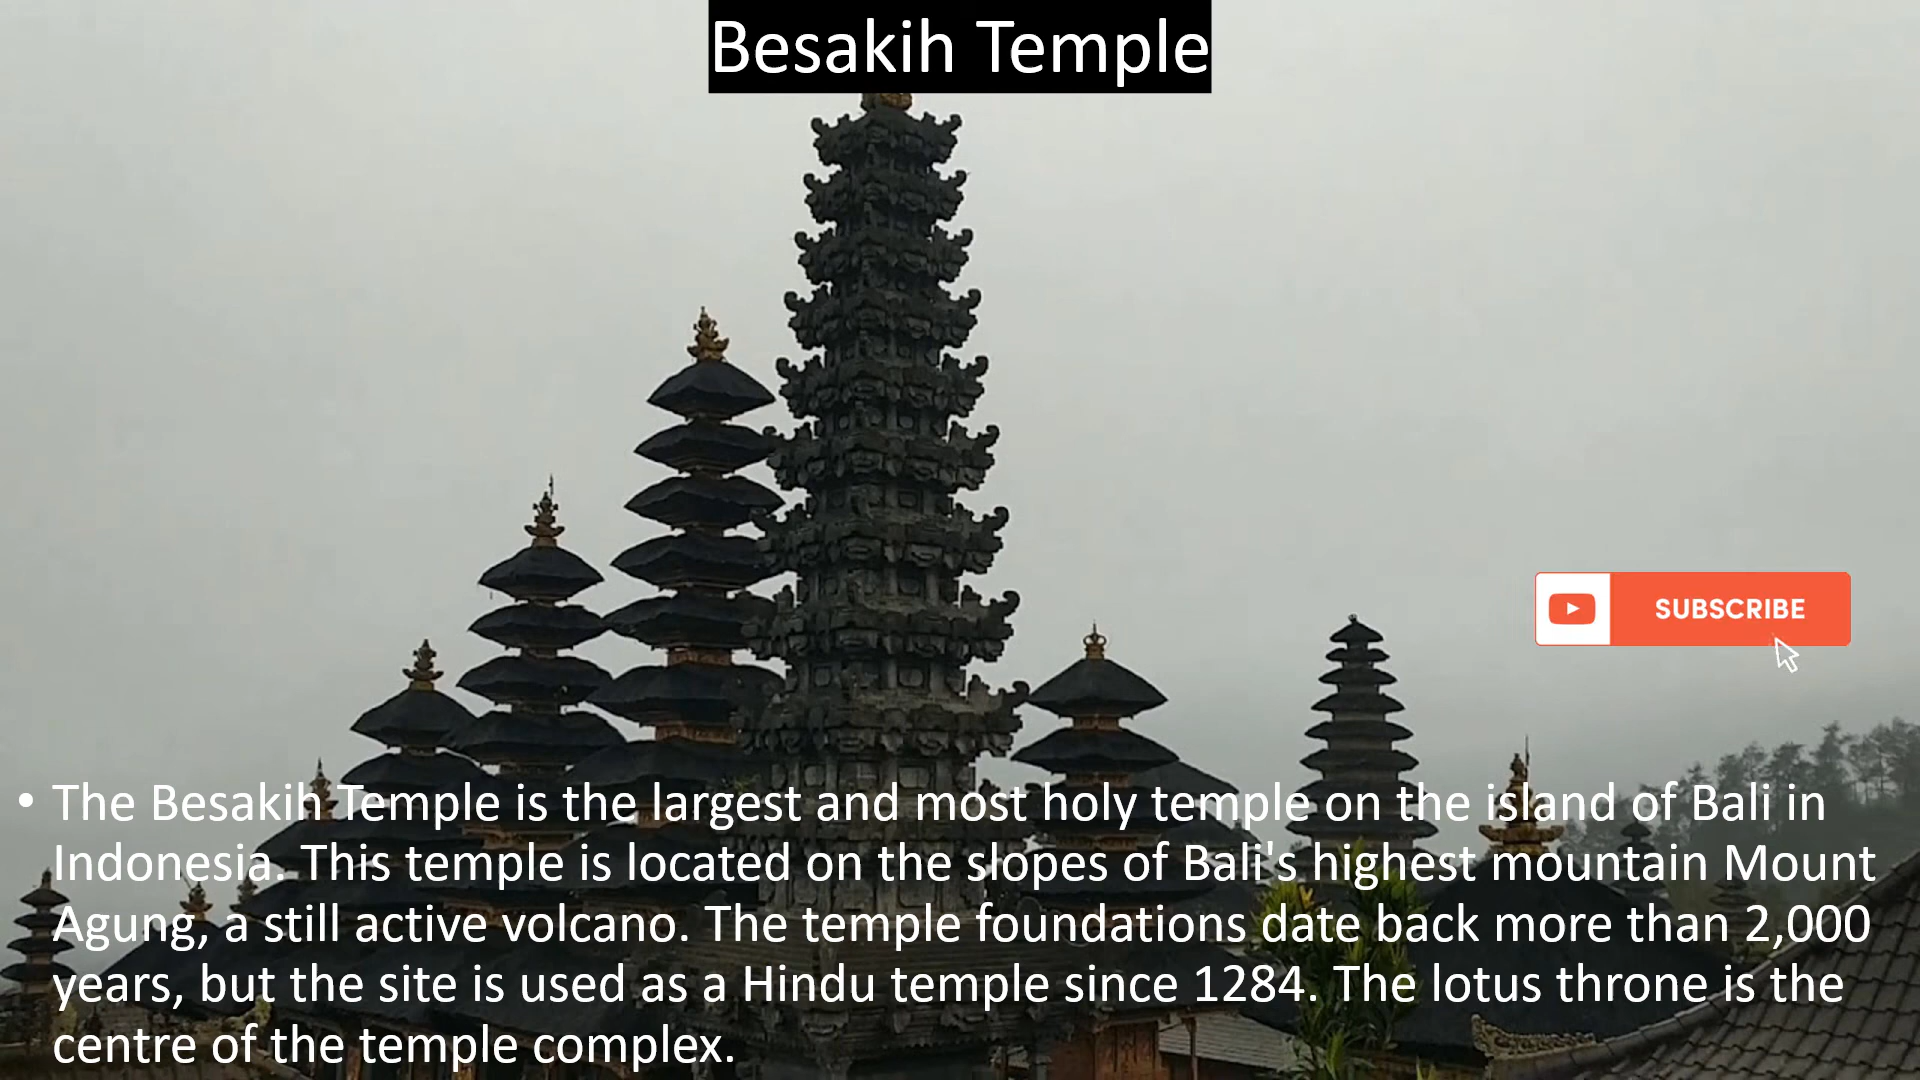 Besakih Temple
SUBSCRIBE
• The Besakih Temple is the largest and most holy temple on the island of Bali in
Indonesia. This temple is located on the slopes of Bali's highest mountain Mount
Agung, a still active volcano. The temple foundations date back more than 2,000
years, but the site is used as a Hindu temple since 1284. The lotus throne is the
centre of the temple complex.